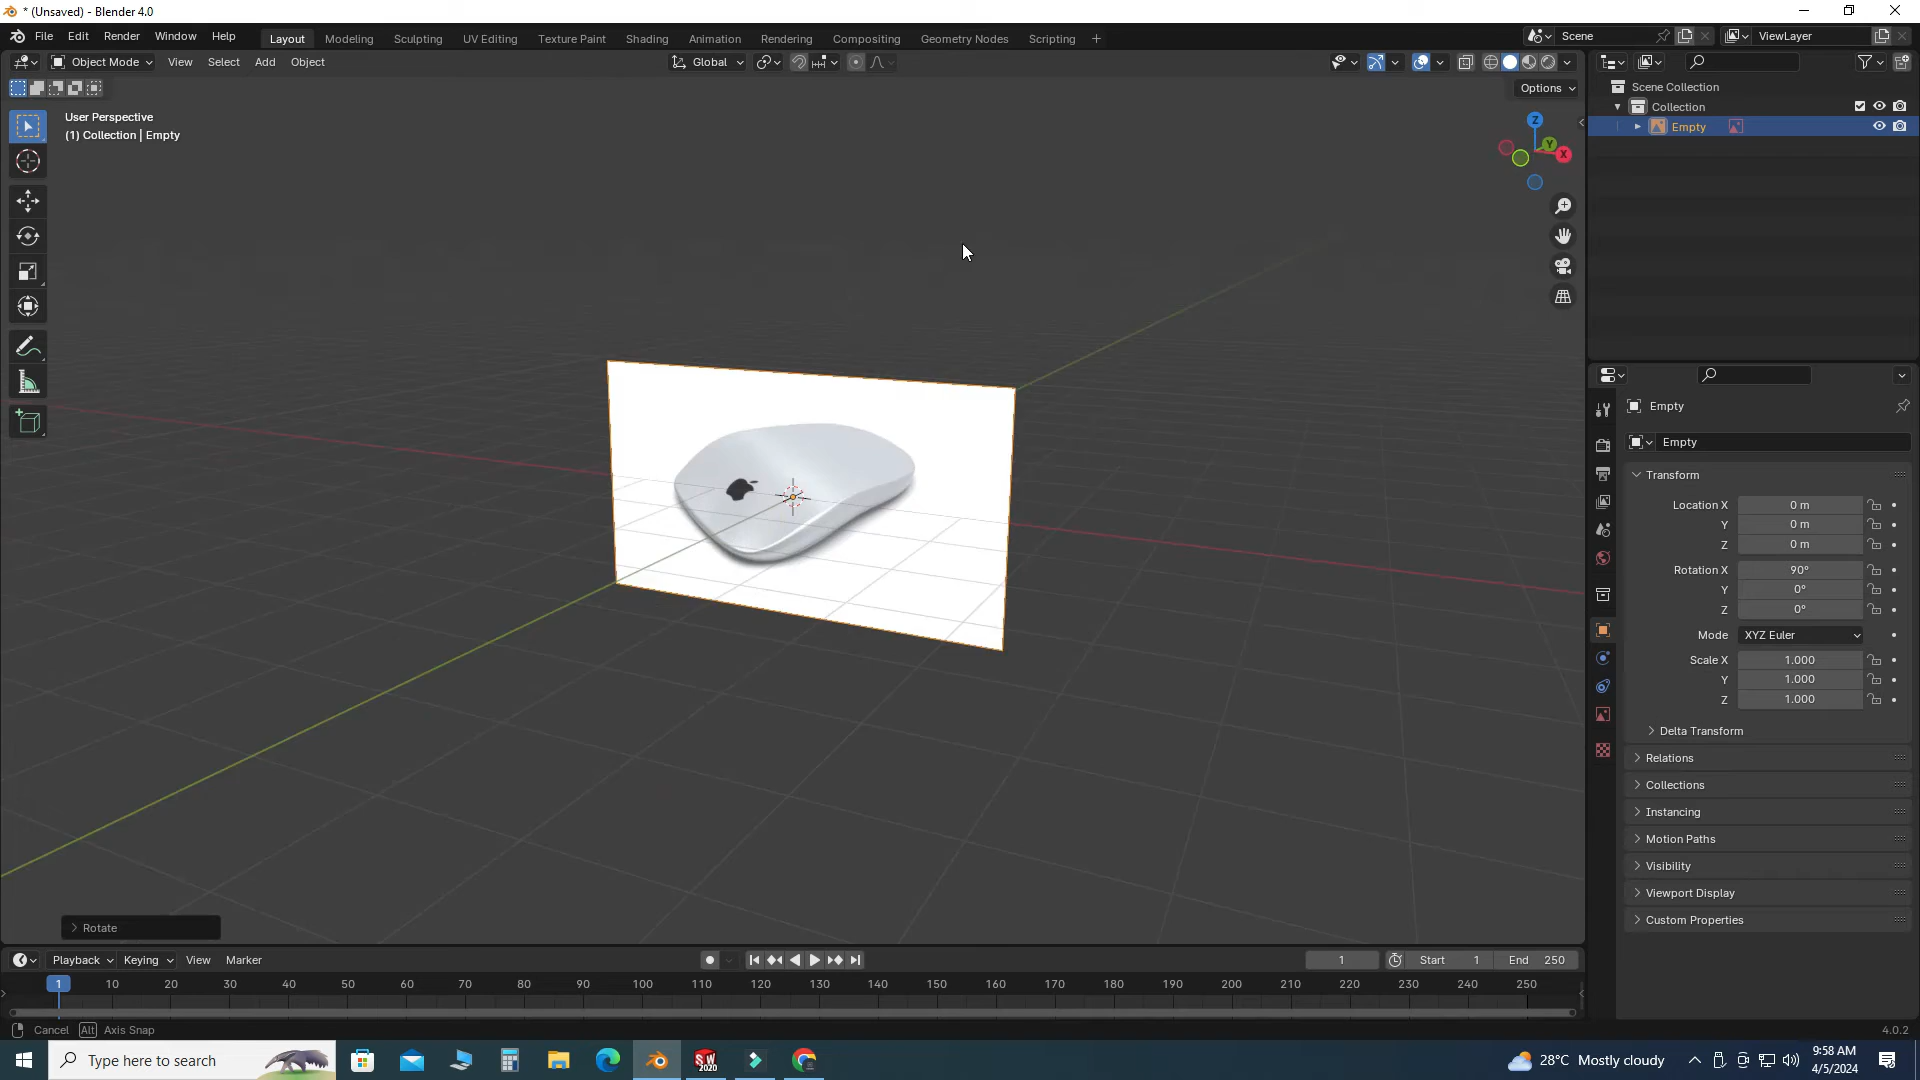 * (Unsaved) - Blender 4.0
File Edit Render Window Help
Layout Modeling Sculpting UV Editing Texture Paint Shading Animation Rendering Compositing Geometry Nodes Scripting +
Scene
ViewLayer
Object Mode View Select Add Object
Global
Options
User Perspective
(1) Collection | Empty
Z
Y
X
Scene Collection
Collection
Empty
Empty
Empty
Transform
Location X 0 m
Y 0 m
Z 0 m
Rotation X 90°
Y 0°
Z 0°
Mode XYZ Euler
Scale X 1.000
Y 1.000
Z 1.000
Delta Transform
Relations
Collections
Instancing
Motion Paths
Visibility
Viewport Display
Custom Properties
Rotate
Playback Keying View Marker
1
Start 1
End 250
1 10 20 30 40 50 60 70 80 90 100 110 120 130 140 150 160 170 180 190 200 210 220 230 240 250
Cancel Alt Axis Snap
4.0.2
Type here to search
SW
2020
28°C Mostly cloudy
9:58 AM
4/5/2024